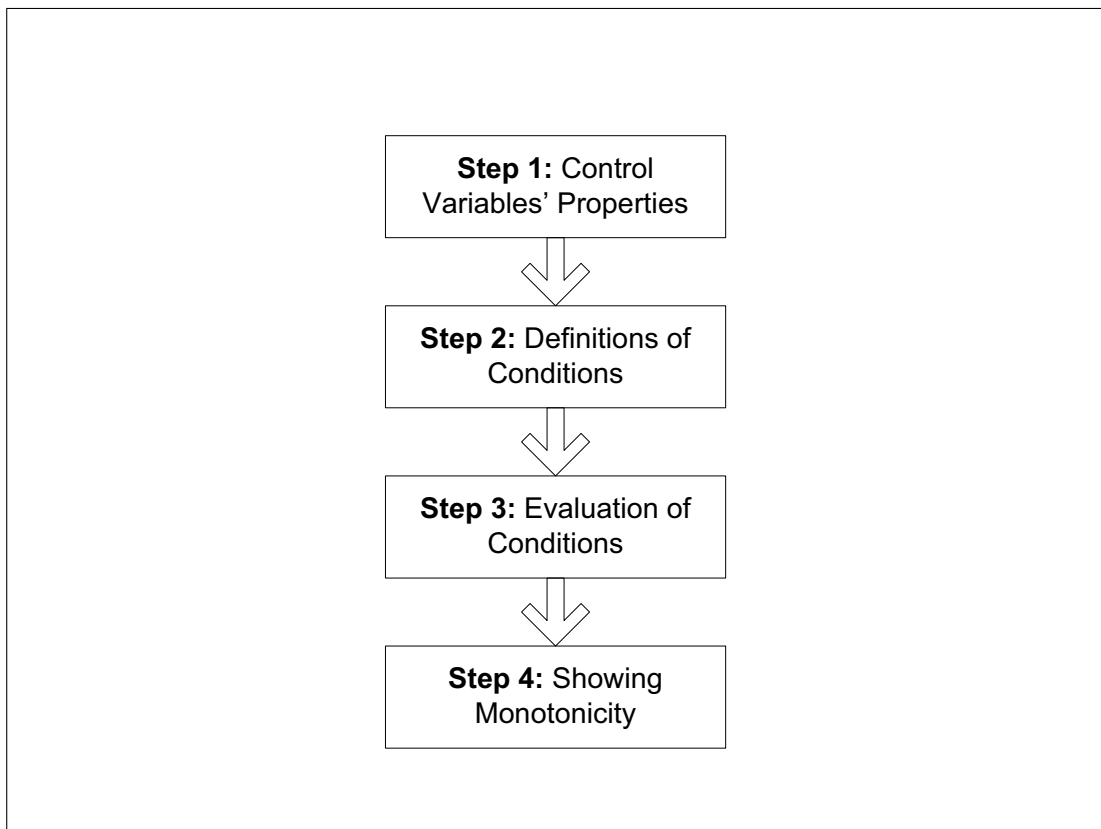 Step 1: Control
Variables’ Properties
Step 2: Definitions of
Conditions
Step 3: Evaluation of
Conditions
Step 4: Showing
Monotonicity